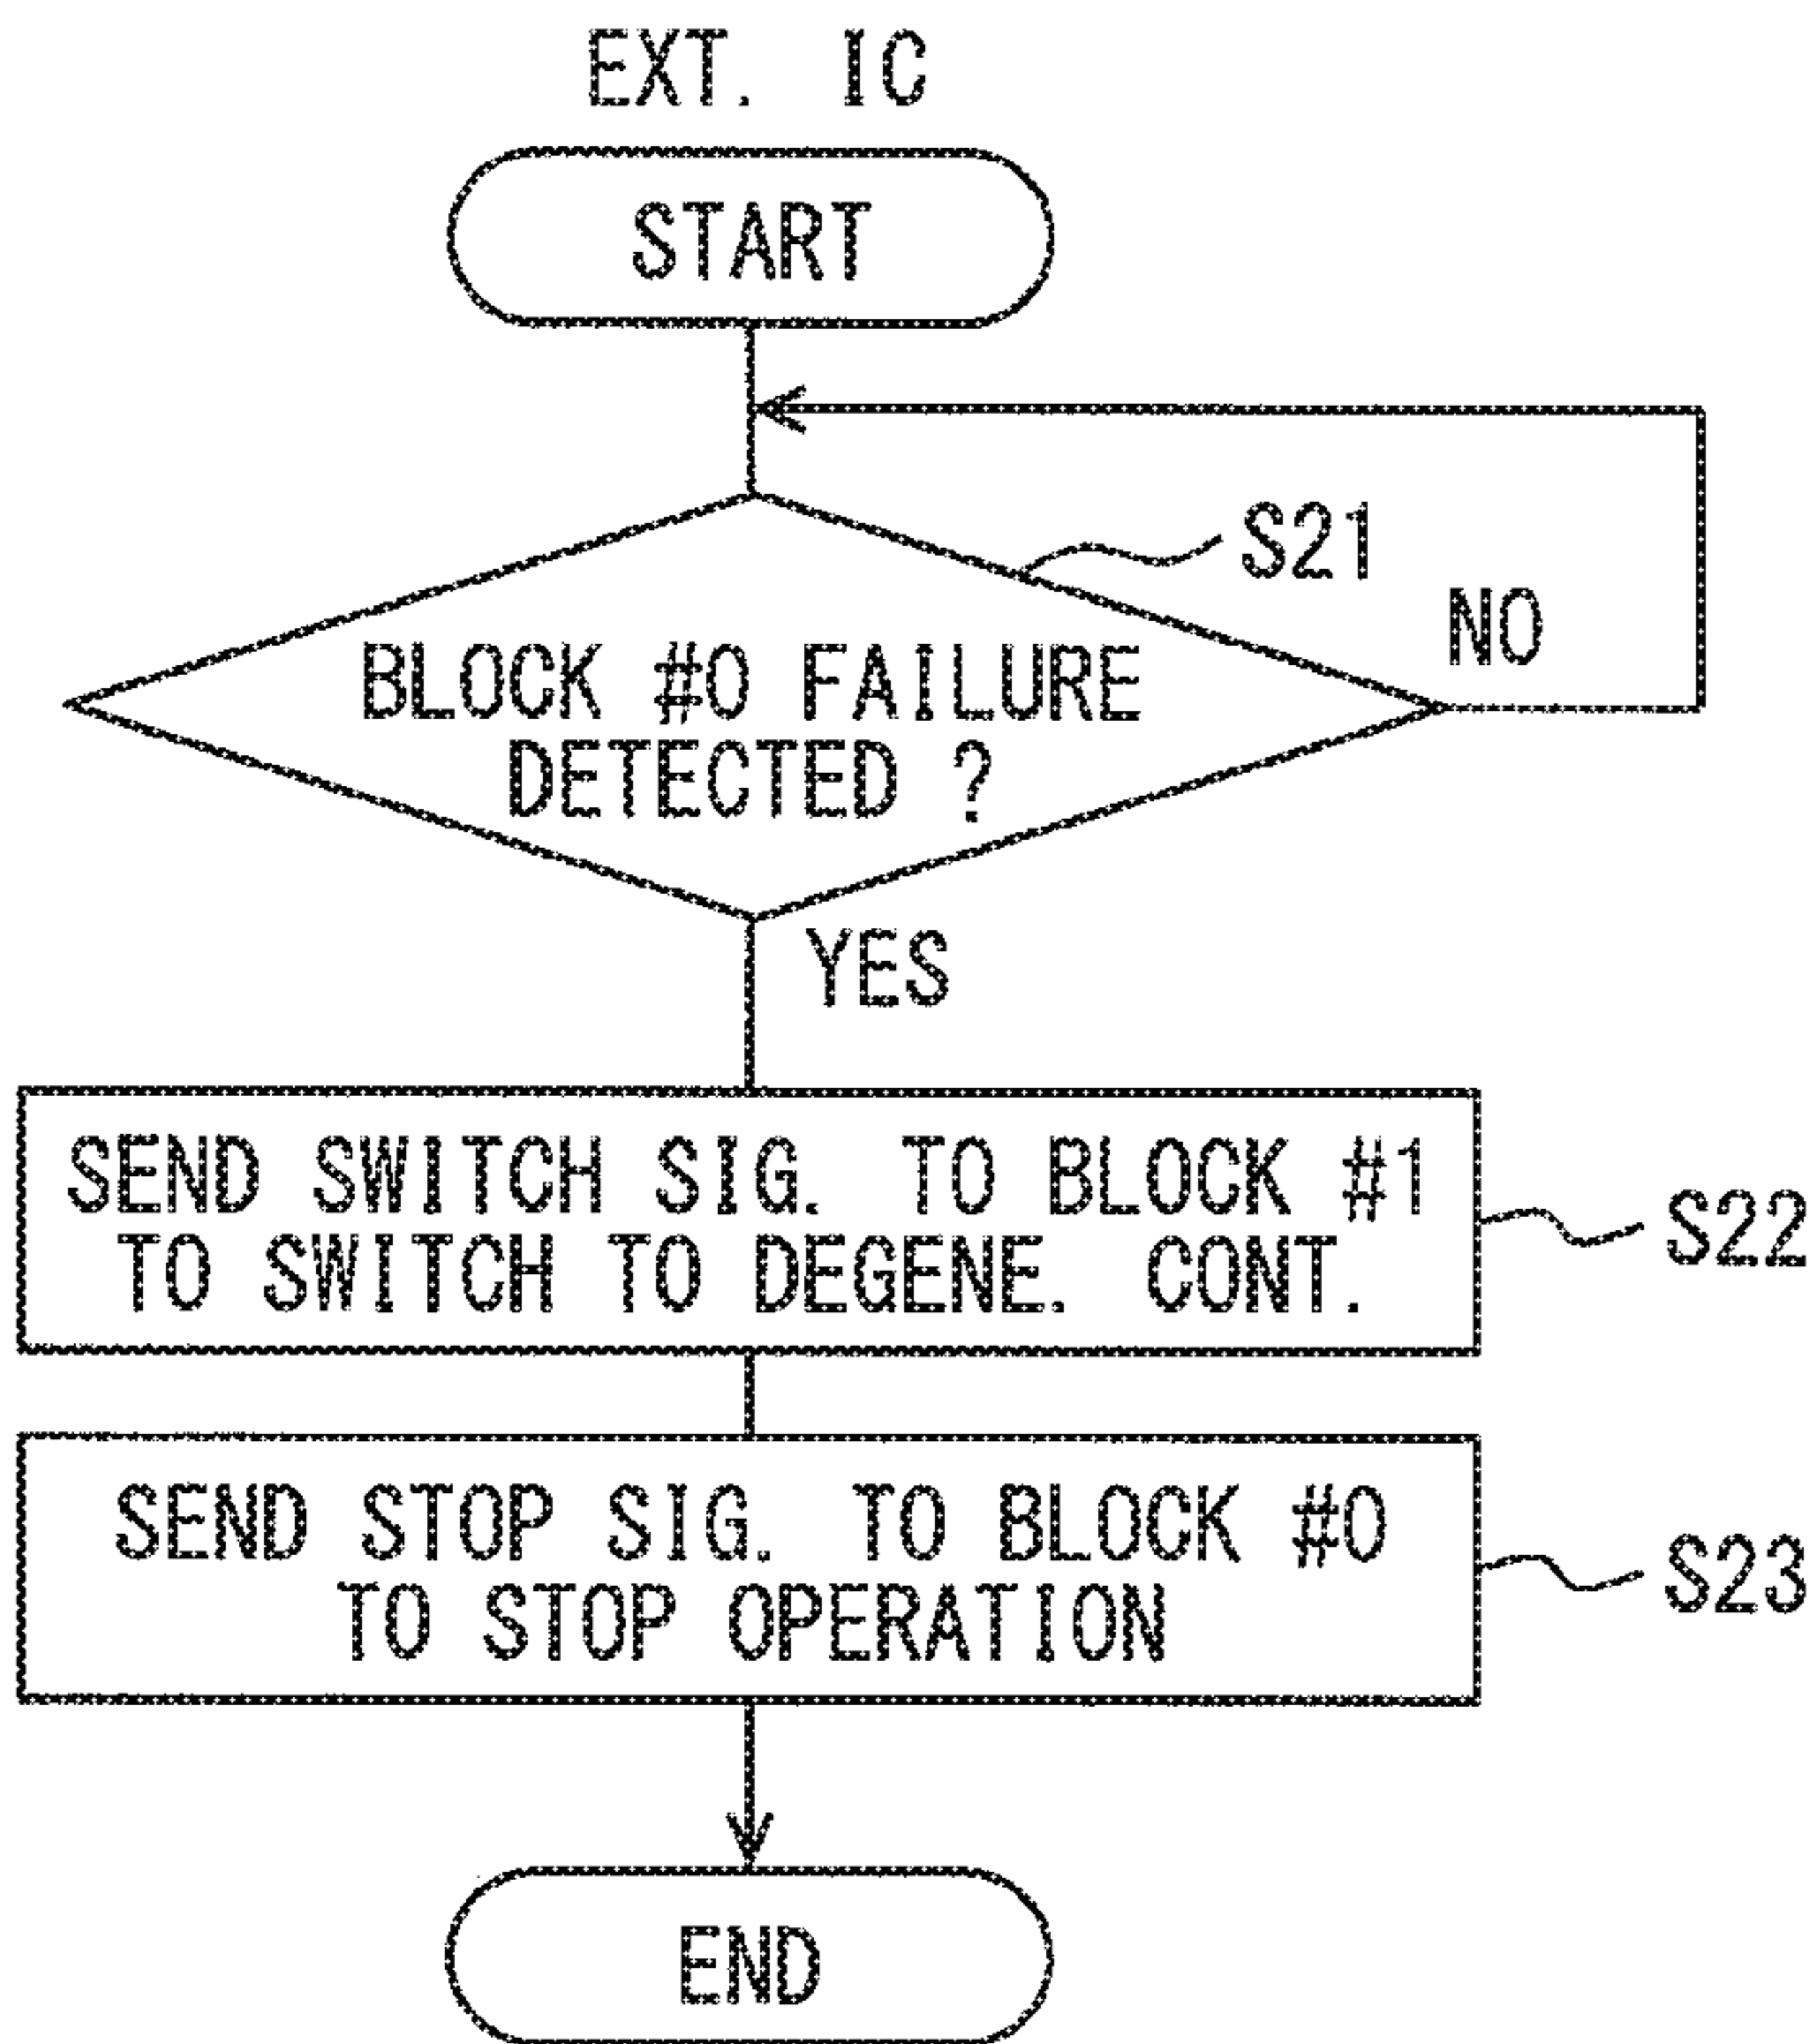 EXT. IC
START
S21
NO
BLOCK #0 FAILURE
DETECTED ?
YES
SEND SWITCH SIG. TO BLOCK #1
TO SWITCH TO DEGENE. CONT.
S22
SEND STOP SIG. TO BLOCK #0
TO STOP OPERATION
S23
END